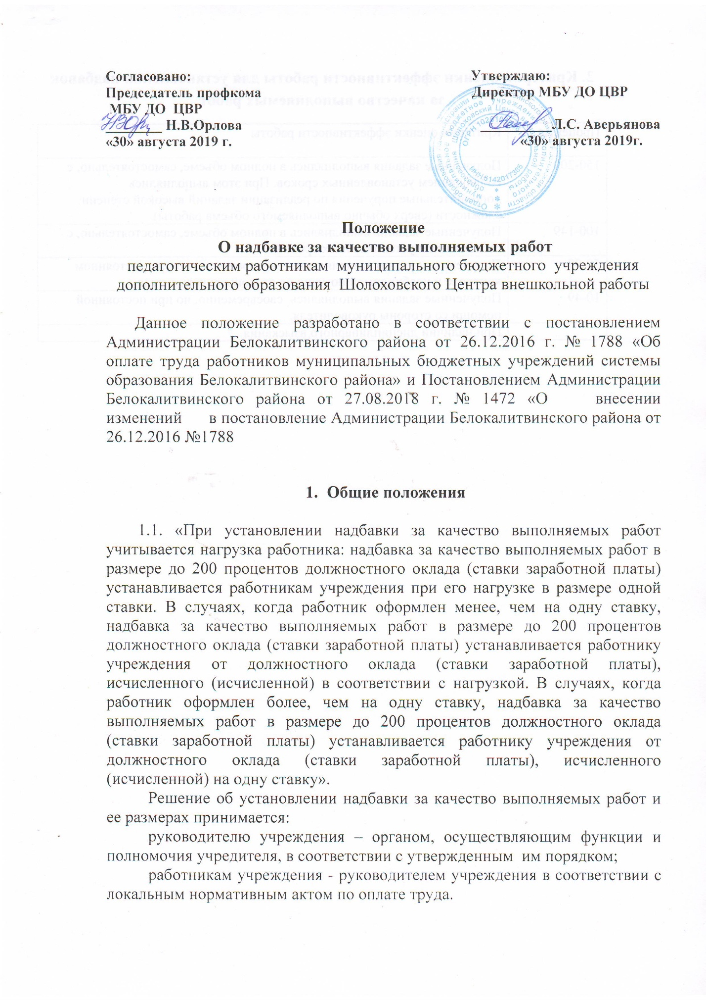 Согласовано:
Председатель профкома
МБУ ДО ЦВР
________ Н.В.Орлова
«30» августа 2019 г.
Утверждаю:
Директор МБУ ДО ЦВР
Л.С. Аверьянова
«30» августа 2019г.
ИНН 6142017365
Положение
О надбавке за качество выполняемых работ
педагогическим работникам муниципального бюджетного учреждения
дополнительного образования Шолоховского Центра внешкольной работы
Данное положение разработано в соответствии с постановлением
Администрации Белокалитвинского района от 26.12.2016 г. № 1788 «Об
оплате труда работников муниципальных бюджетных учреждений системы
образования Белокалитвинского района» и Постановлением Администрации
Белокалитвинского района от 27.08.2018 г. № 1472 «О внесении
изменений в постановление Администрации Белокалитвинского района от
26.12.2016 №1788
1. Общие положения
1.1. «При установлении надбавки за качество выполняемых работ
учитывается нагрузка работника: надбавка за качество выполняемых работ в
размере до 200 процентов должностного оклада (ставки заработной платы)
устанавливается работникам учреждения при его нагрузке в размере одной
ставки. В случаях, когда работник оформлен менее, чем на одну ставку,
надбавка за качество выполняемых работ в размере до 200 процентов
должностного оклада (ставки заработной платы) устанавливается работнику
учреждения от должностного оклада (ставки заработной платы),
исчисленного (исчисленной) в соответствии с нагрузкой. В случаях, когда
работник оформлен более, чем на одну ставку, надбавка за качество
выполняемых работ в размере до 200 процентов должностного оклада
(ставки заработной платы) устанавливается работнику учреждения от
должностного оклада (ставки заработной платы), исчисленного
(исчисленной) на одну ставку».
Решение об установлении надбавки за качество выполняемых работ и
ее размерах принимается:
руководителю учреждения – органом, осуществляющим функции и
полномочия учредителя, в соответствии с утвержденным им порядком;
работникам учреждения - руководителем учреждения в соответствии с
локальным нормативным актом по оплате труда.